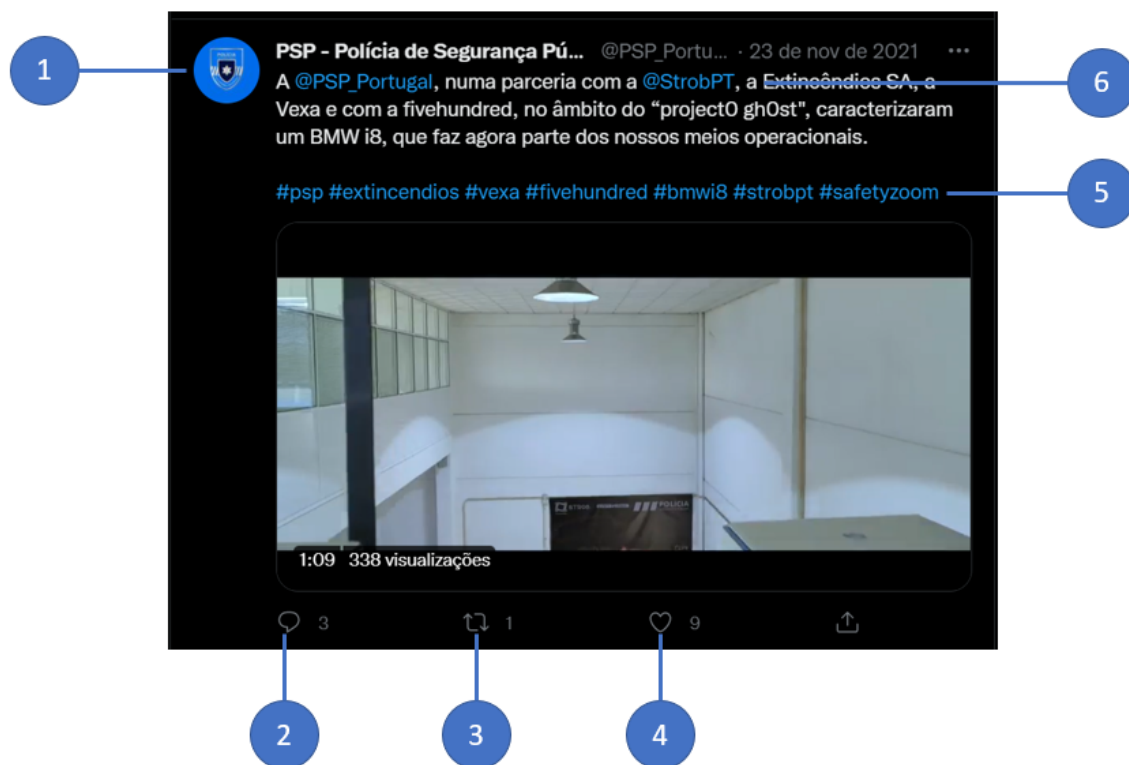 PSP - Polícia de Segurança Pú... @PSP_Portu... · 23 de nov de 2021
1
A @PSP_Portugal, numa parceria com a @StrobPT, a Extincêndios SA, a
6
Vexa e com a fivehundred, no âmbito do “project0 gh0st", caracterizaram
um BMW i8, que faz agora parte dos nossos meios operacionais.
#psp #extincendios #vexa #fivehundred #bmwi8 #strobpt #safetyzoom
5
STROB
POLÍCIA
1:09 338 visualizações
3 1 9
2 3 4